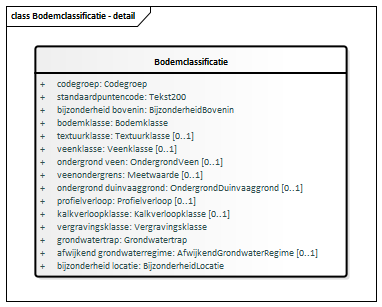 class Bodemclassificatie - detail
Bodemclassificatie
+ codegroep: Codegroep
+ standaardpuntencode: Tekst200
+ bijzonderheid bovenin: BijzonderheidBovenin
+ bodemklasse: Bodemklasse
+ textuurklasse: Textuurklasse [0..1]
+ veenklasse: Veenklasse [0..1]
+ ondergrond veen: OndergrondVeen [0..1]
+ veenondergrens: Meetwaarde [0..1]
+ ondergrond duinvaaggrond: OndergrondDuinvaaggrond [0..1]
+ profielverloop: Profielverloop [0..1]
+ kalkverloopklasse: Kalkverloopklasse [0..1]
+ vergravingsklasse: Vergravingsklasse
+ grondwatertrap: Grondwatertrap
+ afwijkend grondwaterregime: AfwijkendGrondwaterRegime [0..1]
+ bijzonderheid locatie: BijzonderheidLocatie